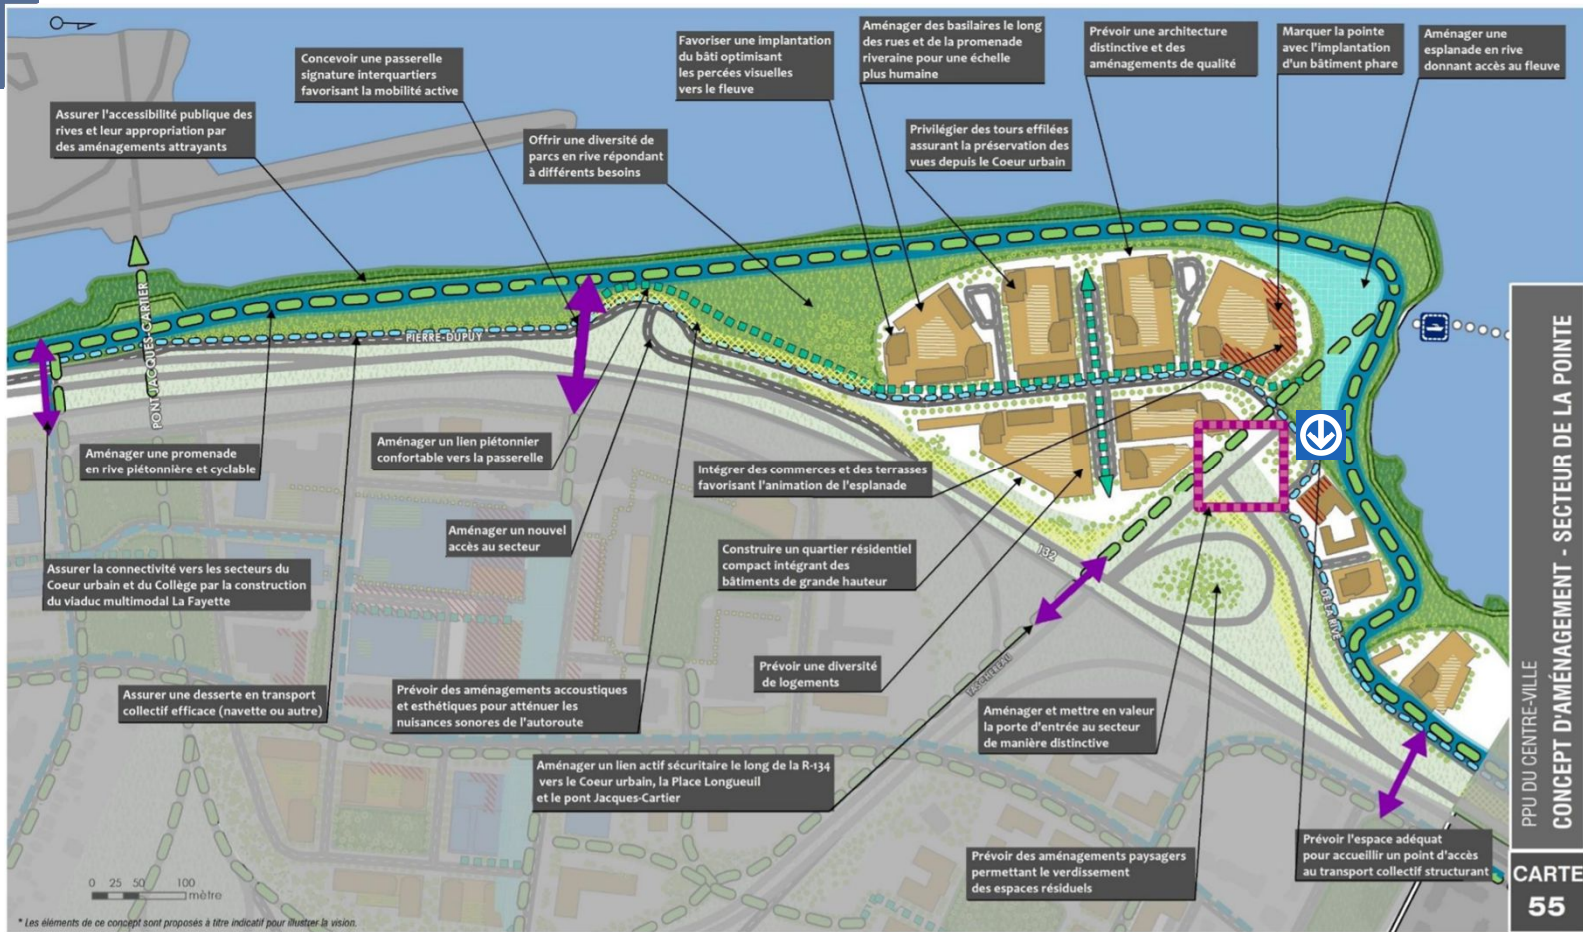 Concevoir une passerelle
signature interquartiers
favorisant la mobilité active
Favoriser une implantation
du bâti optimisant
les percées visuelles
vers le fleuve
Aménager des basilaires le long
des rues et de la promenade
riveraine pour une échelle
plus humaine
Prévoir une architecture
distinctive et des
aménagements de qualité
Marquer la pointe
avec l'implantation
d'un bâtiment phare
Aménager une
esplanade en rive
donnant accès au fleuve
Assurer l'accessibilité publique des
rives et leur appropriation par
des aménagements attrayants
Offrir une diversité de
parcs en rive répondant
à différents besoins
Privilégier des tours effilées
assurant la préservation des
vues depuis le Coeur urbain
PONT JACQUES-CARTIER
PIERRE-DUPUY
Aménager une promenade
en rive piétonnière et cyclable
Aménager un lien piétonnier
confortable vers la passerelle
Intégrer des commerces et des terrasses
favorisant l'animation de l'esplanade
Aménager un nouvel
accès au secteur
Construire un quartier résidentiel
compact intégrant des
bâtiments de grande hauteur
132
DE LA RIVE
Assurer la connectivité vers les secteurs du
Coeur urbain et du Collège par la construction
du viaduc multimodal La Fayette
Prévoir une diversité
de logements
TASCHEREAU
Assurer une desserte en transport
collectif efficace (navette ou autre)
Prévoir des aménagements accoustiques
et esthétiques pour atténuer les
nuisances sonores de l'autoroute
Aménager et mettre en valeur
la porte d'entrée au secteur
de manière distinctive
Aménager un lien actif sécuritaire le long de la R-134
vers le Coeur urbain, la Place Longueuil
et le pont Jacques-Cartier
Prévoir des aménagements paysagers
permettant le verdissement
des espaces résiduels
Prévoir l'espace adéquat
pour accueillir un point d'accès
au transport collectif structurant
0 25 50 100
mètre
* Les éléments de ce concept sont proposés à titre indicatif pour illustrer la vision.
PPU DU CENTRE-VILLE
CONCEPT D'AMÉNAGEMENT - SECTEUR DE LA POINTE
CARTE
55